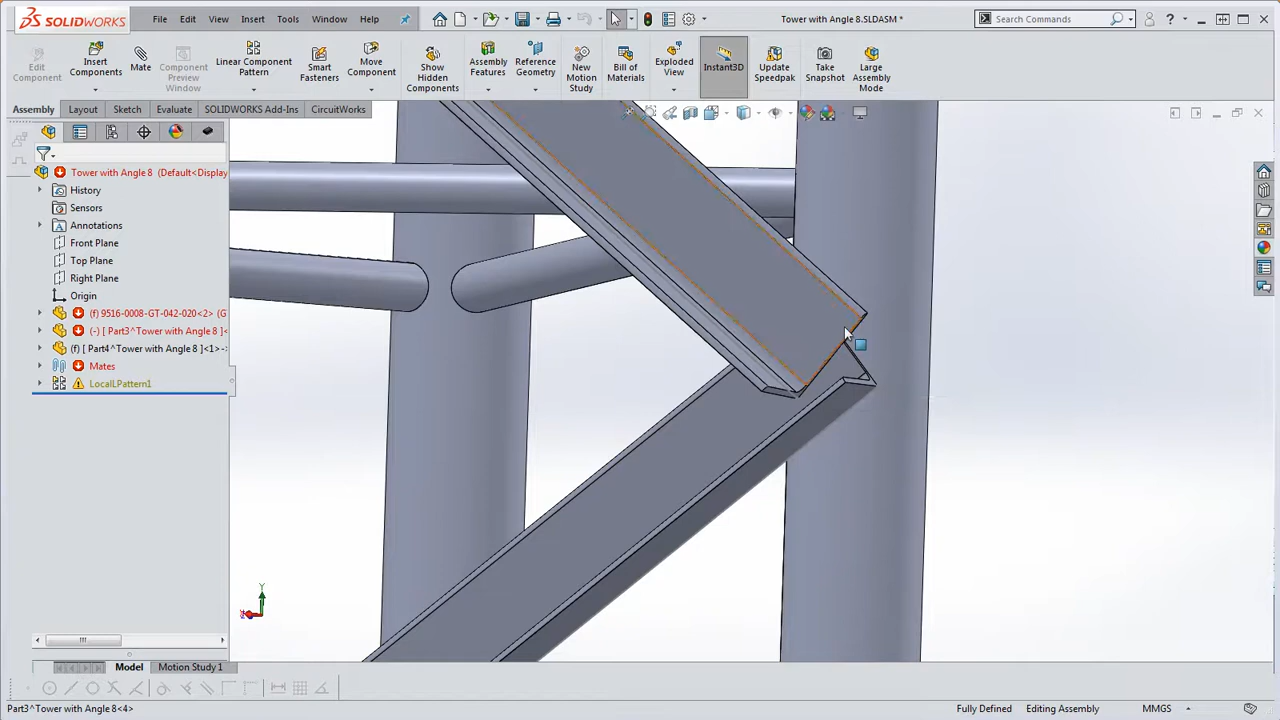 SOLIDWORKS File Edit View Insert Tools Window Help Tower with Angle 8.SLDASM * Search Commands ?
Edit Component
Insert Components
Mate
Component Preview Window
Linear Component Pattern
Smart Fasteners
Move Component
Show Hidden Components
Assembly Features
Reference Geometry
New Motion Study
Bill of Materials
Exploded View
Instant3D
Update Speedpak
Take Snapshot
Large Assembly Mode
Assembly Layout Sketch Evaluate SOLIDWORKS Add-Ins CircuitWorks
Tower with Angle 8 (Default<Display
History
Sensors
Annotations
Front Plane
Top Plane
Right Plane
Origin
(f) 9516-0008-GT-042-020<2> (G
(-) [ Part3^Tower with Angle 8 ]<
(f) [ Part4^Tower with Angle 8 ]<1>->
Mates
LocalLPattern1
Y
Model Motion Study 1
Part3^Tower with Angle 8<4> Fully Defined Editing Assembly MMGS